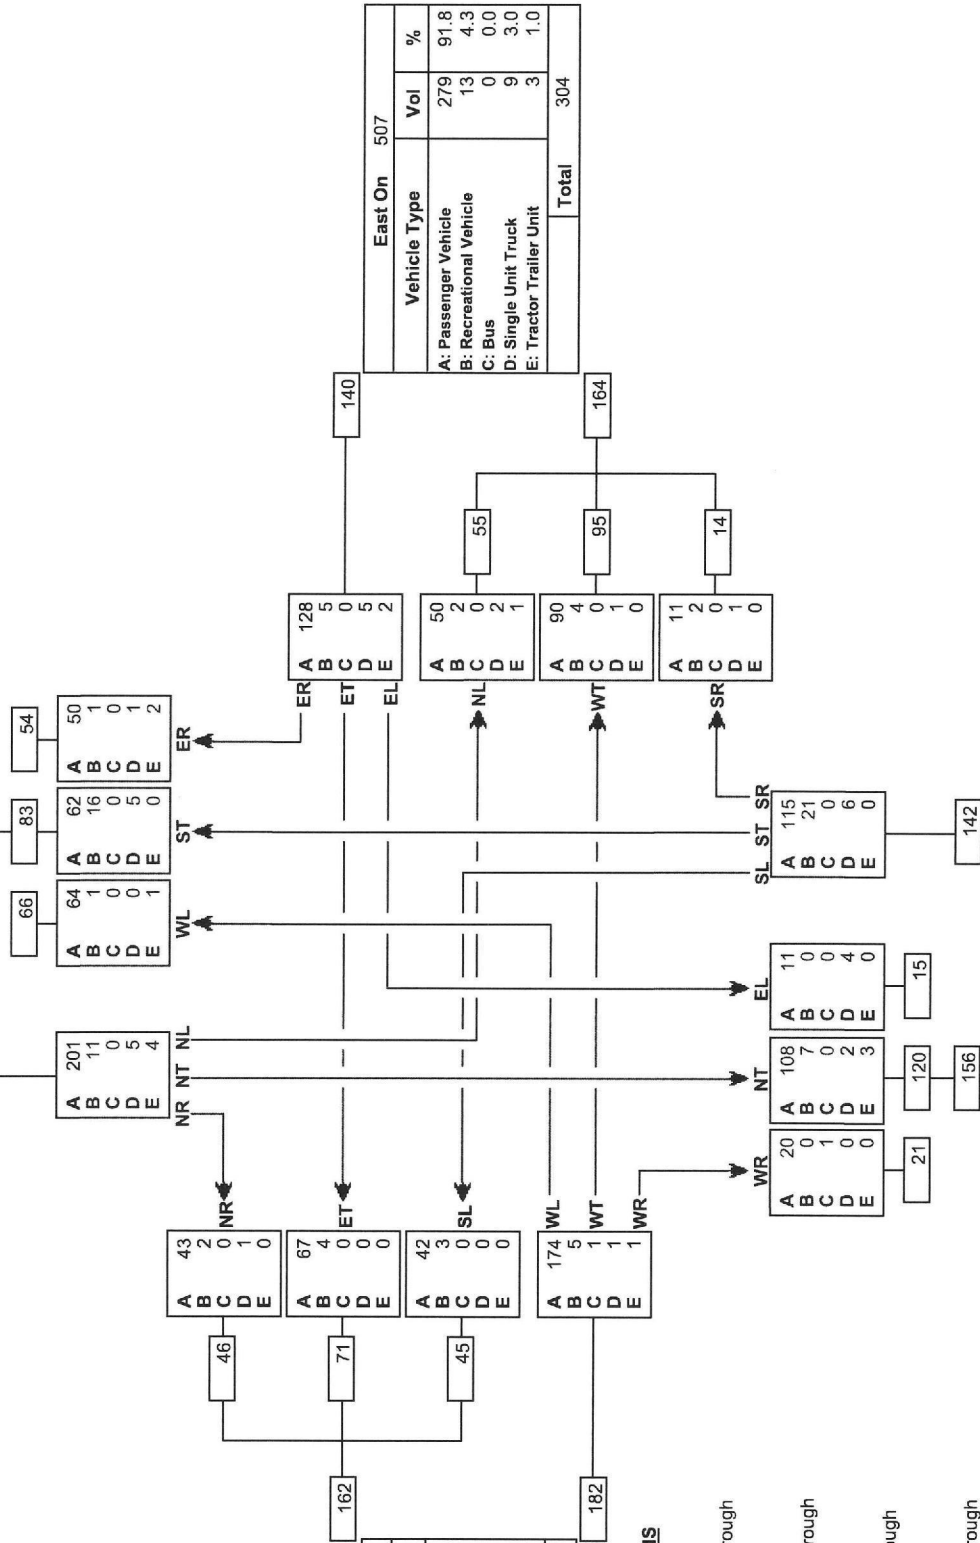 66
83
54
A 201
B 11
C 0
D 5
E 4
NR NT NL
A 64
B 1
C 0
D 0
E 1
WL
A 62
B 16
C 0
D 5
E 0
ST
A 50
B 1
C 0
D 1
E 2
ER
162
46
A 43
B 2
C 0
D 1
E 0
NR
71
A 67
B 4
C 0
D 0
E 0
ET
45
A 42
B 3
C 0
D 0
E 0
SL
182
A 174
B 5
C 1
D 1
E 1
WL
WT
WR
ER
ET
EL
A 128
B 5
C 0
D 5
E 2
140
NL
A 50
B 2
C 0
D 2
E 1
55
WT
A 90
B 4
C 0
D 1
E 0
95
SR
A 11
B 2
C 0
D 1
E 0
14
164
East On 507
Vehicle Type Vol %
A: Passenger Vehicle 279 91.8
B: Recreational Vehicle 13 4.3
C: Bus 0 0.0
D: Single Unit Truck 9 3.0
E: Tractor Trailer Unit 3 1.0
Total 304
WR
A 20
B 0
C 1
D 0
E 0
21
NT
A 108
B 7
C 0
D 2
E 3
120
EL
A 11
B 0
C 0
D 4
E 0
15
156
SL ST SR
A 115
B 21
C 0
D 6
E 0
142
IS
rough
rough
ough
rough